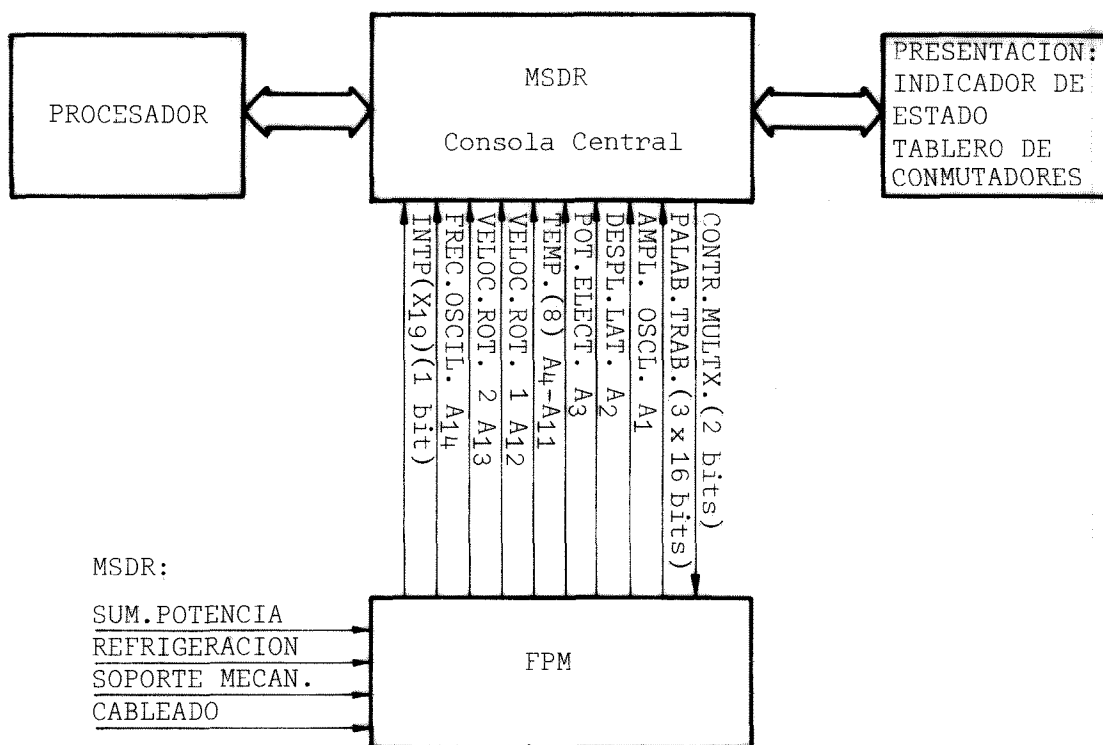 PROCESADOR
MSDR
Consola Central
PRESENTACION:
INDICADOR DE
ESTADO
TABLERO DE
CONMUTADORES
INTP(X19)(1 bit)
FREC.OSCIL. A14
VELOC.ROT. 2 A13
VELOC.ROT. 1 A12
TEMP.(8) A4-A11
POT.ELECT. A3
DESPL.LAT. A2
AMPL. OSCL. A1
PALAB.TRAB.(3 x 16 bits)
CONTR.MULTX.(2 bits)
MSDR:
SUM.POTENCIA
REFRIGERACION
SOPORTE MECAN.
CABLEADO
FPM